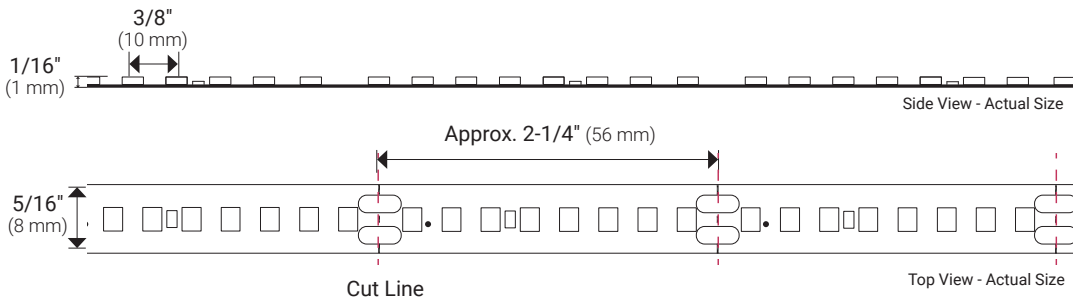 3/8"
(10 mm)
1/16"
(1 mm)
Side View - Actual Size
Approx. 2-1/4" (56 mm)
5/16"
(8 mm)
Top View - Actual Size
Cut Line